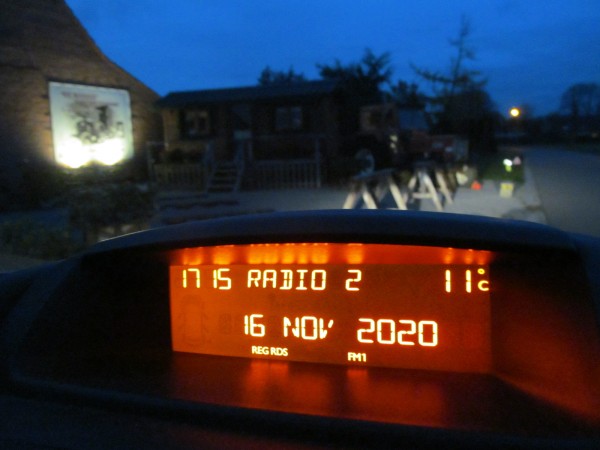 17 15 RADIO 2 11°C
16 NOV 2020
REG RDS FM1